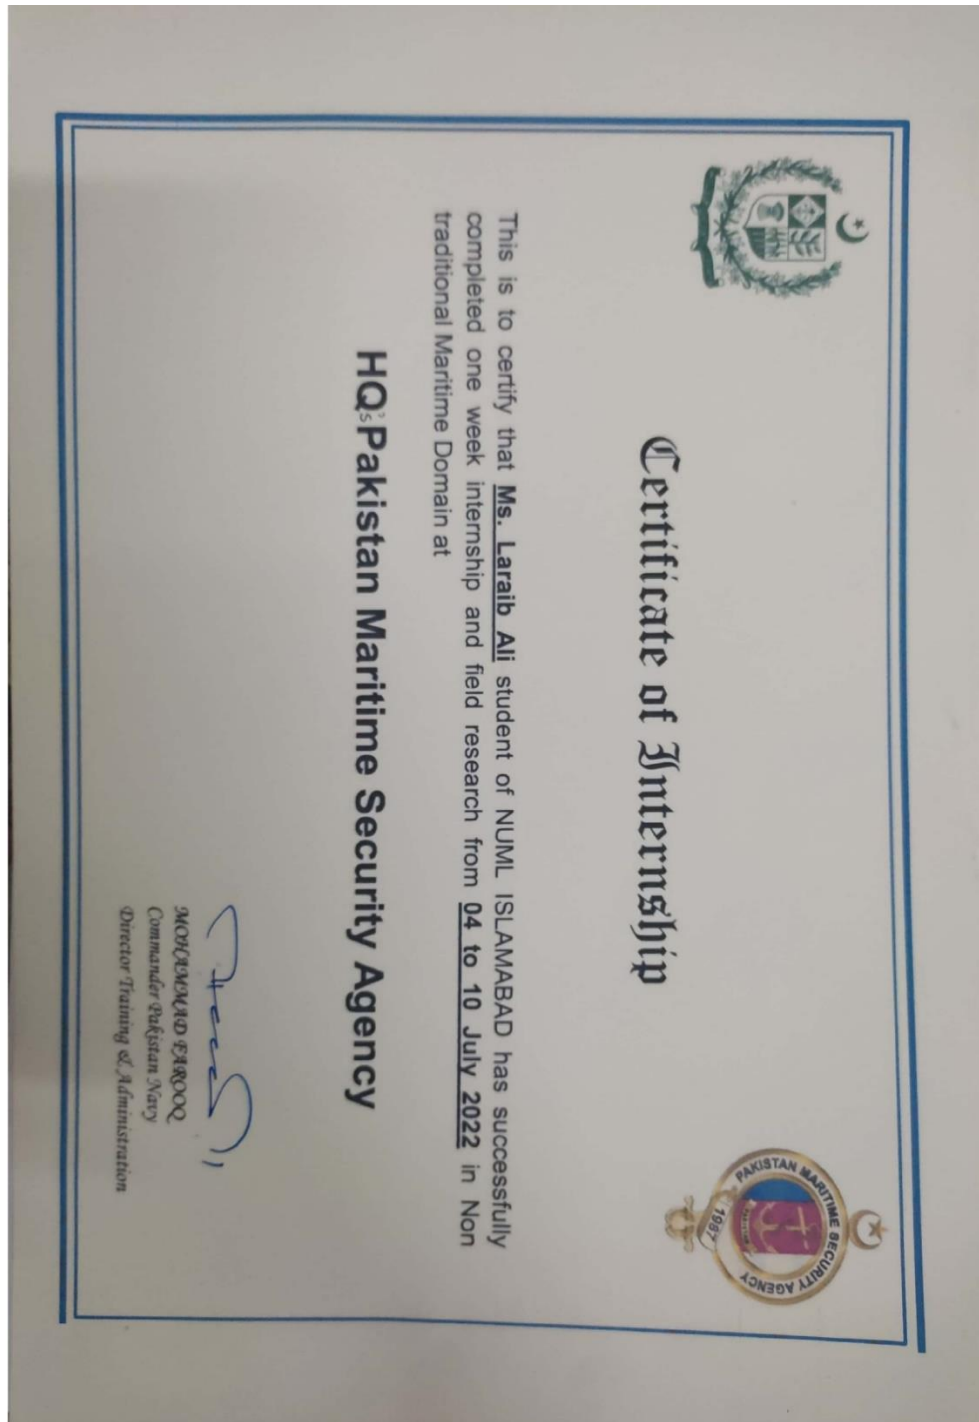 Certificate of Internship
PAKISTAN MARITIME SECURITY AGENCY
1987
This is to certify that Ms. Laraib Ali student of NUML ISLAMABAD has successfully
completed one week internship and field research from 04 to 10 July 2022 in Non
traditional Maritime Domain at
HQ's Pakistan Maritime Security Agency
MOHAMMAD FAROOQ
Commander Pakistan Navy
Director Training & Administration